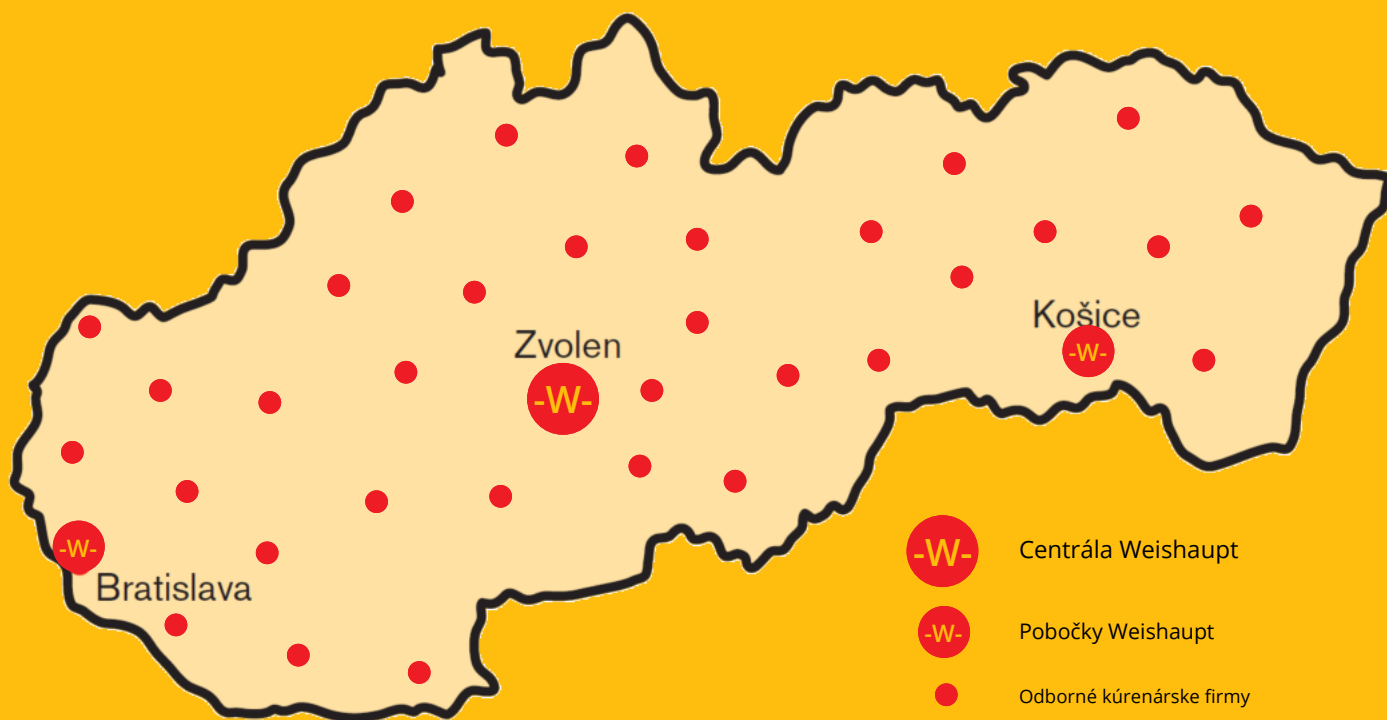 Košice
-W-
Zvolen
-W-
-W-
Bratislava
-W- Centrála Weishaupt
-W- Pobočky Weishaupt
Odborné kúrenárske firmy